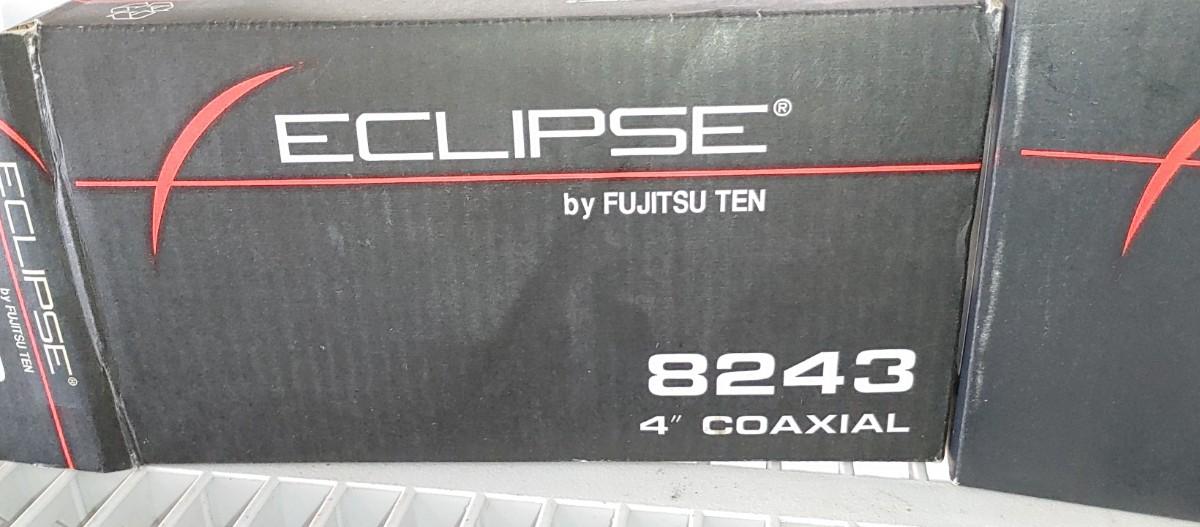 ECLIPSE®
by FUJITSU TEN
8243
4" COAXIAL
ECLIPSE®
by FUJITSU TEN